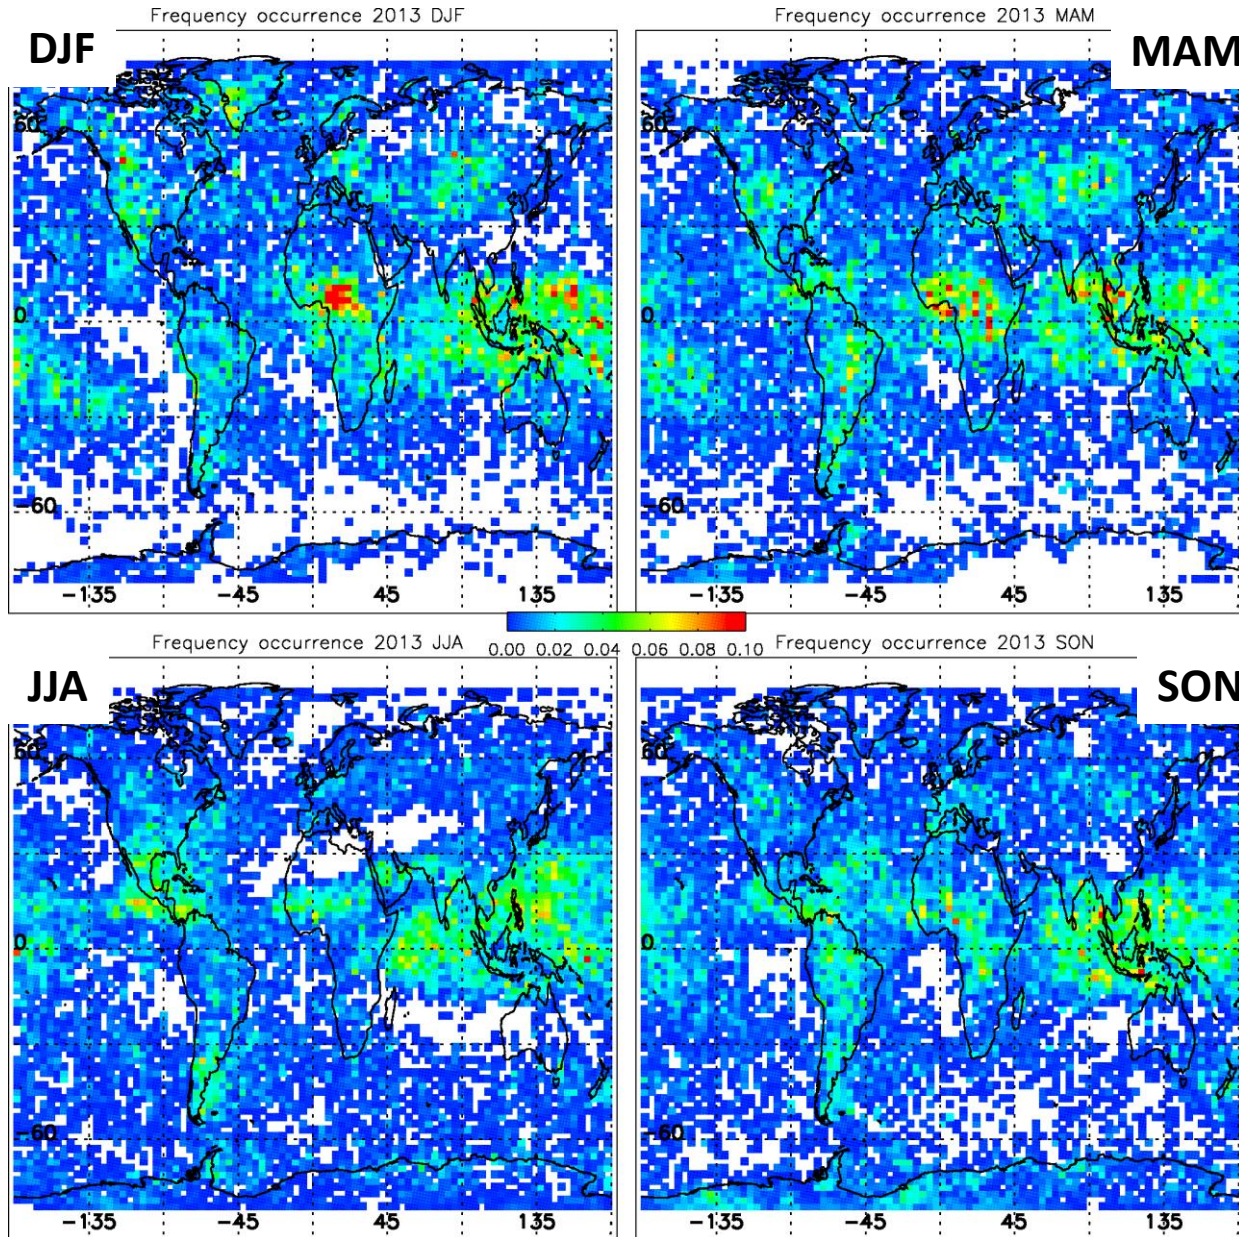 Frequency occurrence 2013 DJF
Frequency occurrence 2013 MAM
DJF
MAM
60
60
0
0
-60
-60
-135 -45 45 135
-135 -45 45 135
0.00 0.02 0.04 0.06 0.08 0.10
Frequency occurrence 2013 JJA
Frequency occurrence 2013 SON
JJA
SON
60
60
0
0
-60
-60
-135 -45 45 135
-135 -45 45 135